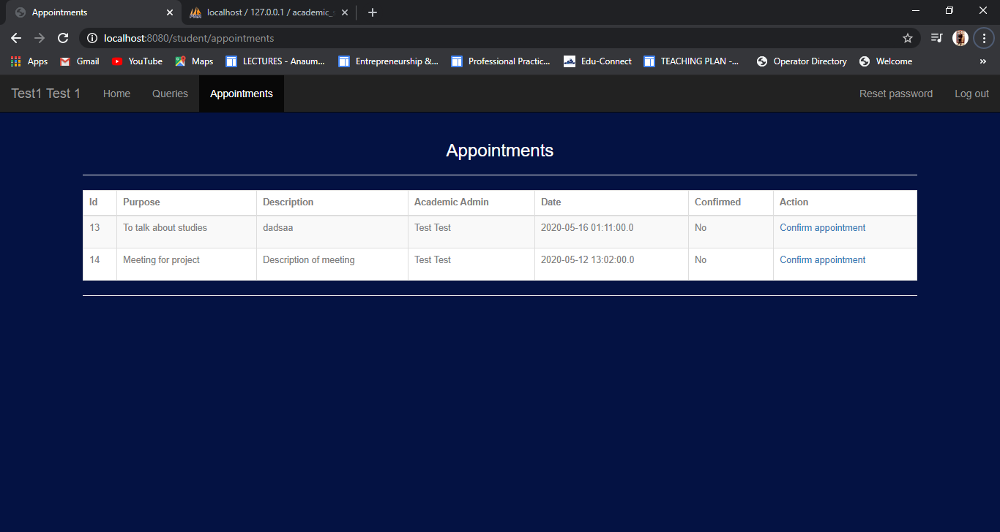 Appointments
localhost / 127.0.0.1 / academic_s
localhost:8080/student/appointments
Apps Gmail YouTube Maps LECTURES - Anaum... Entrepreneurship &... Professional Practic... Edu-Connect TEACHING PLAN -... Operator Directory Welcome »
Test1 Test 1 Home Queries Appointments Reset password Log out
Appointments
Id Purpose Description Academic Admin Date Confirmed Action
13 To talk about studies dadsaa Test Test 2020-05-16 01:11:00.0 No Confirm appointment
14 Meeting for project Description of meeting Test Test 2020-05-12 13:02:00.0 No Confirm appointment